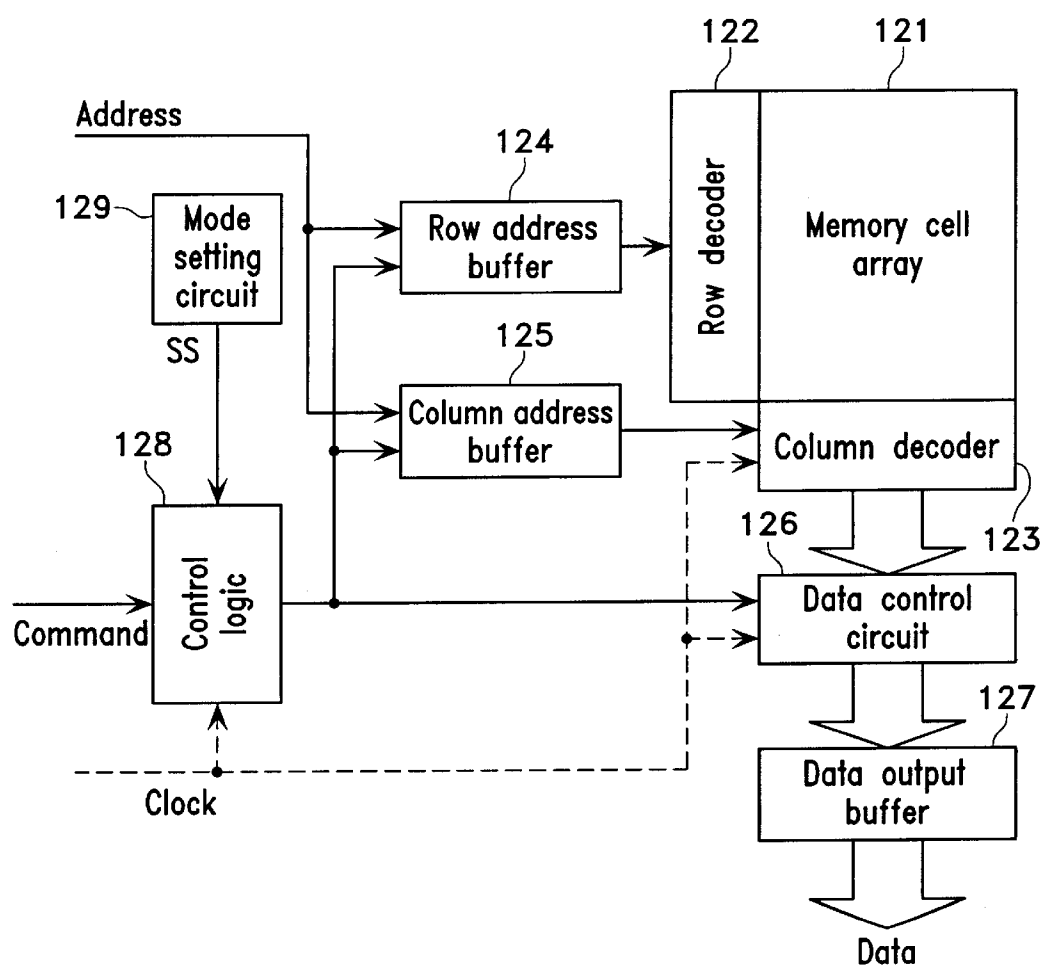 122
121
Address
124
129
Mode
setting
circuit
Row address
buffer
Row decoder
Memory cell
array
SS
125
Column address
buffer
Column decoder
128
126
123
Control
logic
Command
Data control
circuit
127
Clock
Data output
buffer
Data